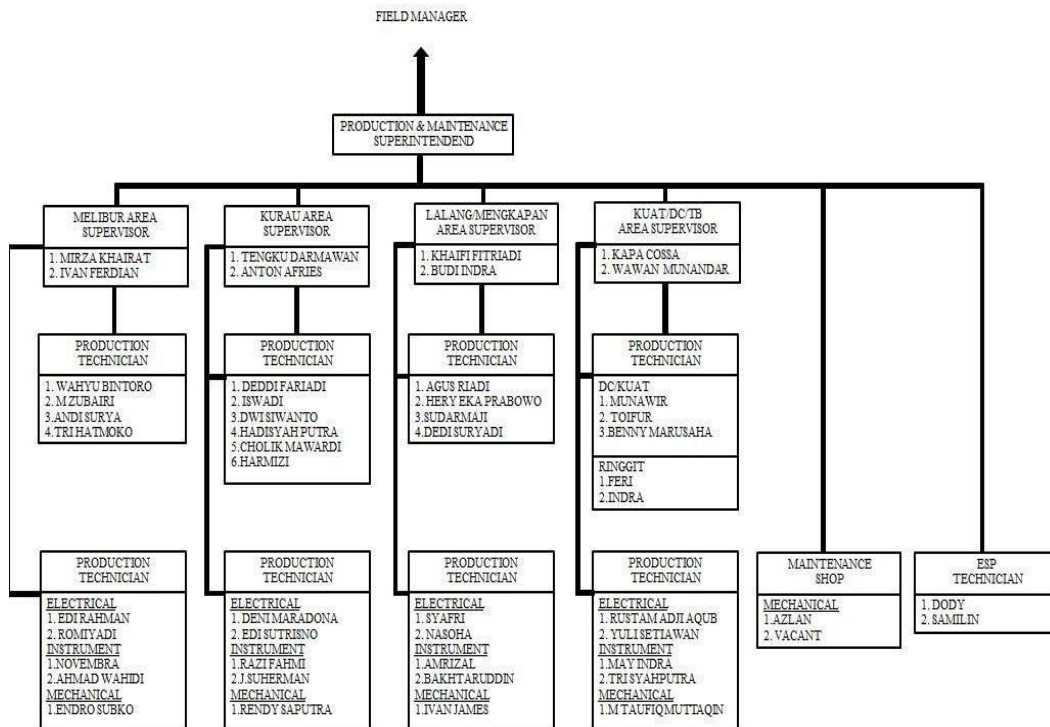 FIELD MANAGER
PRODUCTION & MAINTENANCE
SUPERINTENDEND
MELIBUR AREA
SUPERVISOR
1. MIRZA KHAIRAT
2. IVAN FERDIAN
KURAU AREA
SUPERVISOR
1. TENGKU DARMAWAN
2. ANTON AFRIES
LALANG/MENGKAPAN
AREA SUPERVISOR
1. KHAIFI FITRIADI
2. BUDI INDRA
KUAT/DC/TB
AREA SUPERVISOR
1. KAPA COSSA
2. WAWAN MUNANDAR
PRODUCTION
TECHNICIAN
1. WAHYU BINTORO
2. M ZUBAIRI
3.ANDI SURYA
4.TRI HATMOKO
PRODUCTION
TECHNICIAN
1. DEDDI FARIADI
2. ISWADI
3.DWI SIWANTO
4.HADISYAH PUTRA
5.CHOLIK MAWARDI
6.HARMIZI
PRODUCTION
TECHNICIAN
1. AGUS RIADI
2. HERY EKA PRABOWO
3.SUDARMAJI
4.DEDI SURYADI
PRODUCTION
TECHNICIAN
DC/KUAT
1. MUNAWIR
2. TOIFUR
3.BENNY MARUSAHA
RINGGIT
1.FERI
2.INDRA
PRODUCTION
TECHNICIAN
ELECTRICAL
1. EDI RAHMAN
2. ROMIYADI
INSTRUMENT
1.NOVEMBRA
2.AHMAD WAHIDI
MECHANICAL
1.ENDRO SUBKO
PRODUCTION
TECHNICIAN
ELECTRICAL
1. DENI MARADONA
2. EDI SUTRISNO
INSTRUMENT
1.RAZI FAHMI
2.J.SUHERMAN
MECHANICAL
1.RENDY SAPUTRA
PRODUCTION
TECHNICIAN
ELECTRICAL
1. SYAFRI
2. NASOHA
INSTRUMENT
1.AMRIZAL
2.BAKHTARUDDIN
MECHANICAL
1.IVAN JAMES
PRODUCTION
TECHNICIAN
ELECTRICAL
1. RUSTAM ADJI AQUB
2. YULI SETIAWAN
INSTRUMENT
1.MAY INDRA
2.TRI SYAHPUTRA
MECHANICAL
1.M TAUFIQ MUTTAQIN
MAINTENANCE
SHOP
MECHANICAL
1.AZLAN
2. VACANT
ESP
TECHNICIAN
1. DODY
2. SAMILIN